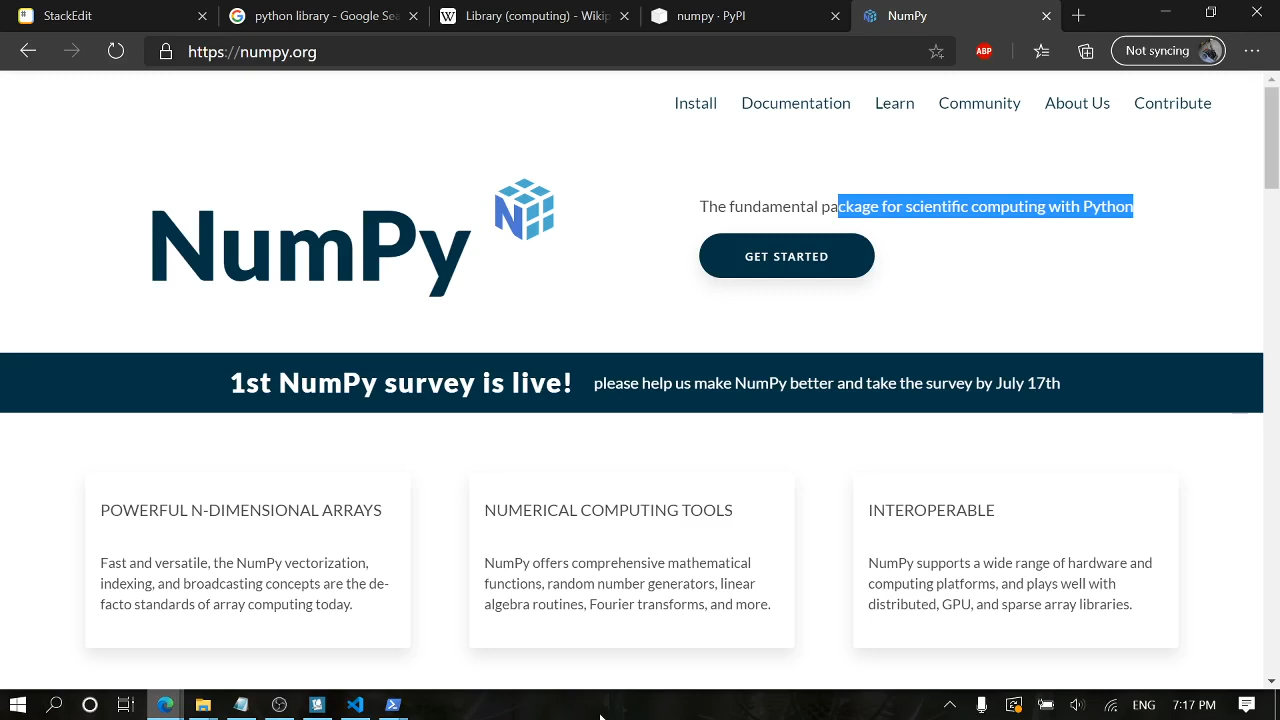 StackEdit
python library - Google Sea
Library (computing) - Wikip
numpy · PyPI
NumPy
https://numpy.org
ABP
Not syncing
Install Documentation Learn Community About Us Contribute
NumPy
The fundamental package for scientific computing with Python
GET STARTED
1st NumPy survey is live! please help us make NumPy better and take the survey by July 17th
POWERFUL N-DIMENSIONAL ARRAYS
Fast and versatile, the NumPy vectorization,
indexing, and broadcasting concepts are the de-
facto standards of array computing today.
NUMERICAL COMPUTING TOOLS
NumPy offers comprehensive mathematical
functions, random number generators, linear
algebra routines, Fourier transforms, and more.
INTEROPERABLE
NumPy supports a wide range of hardware and
computing platforms, and plays well with
distributed, GPU, and sparse array libraries.
ENG 7:17 PM